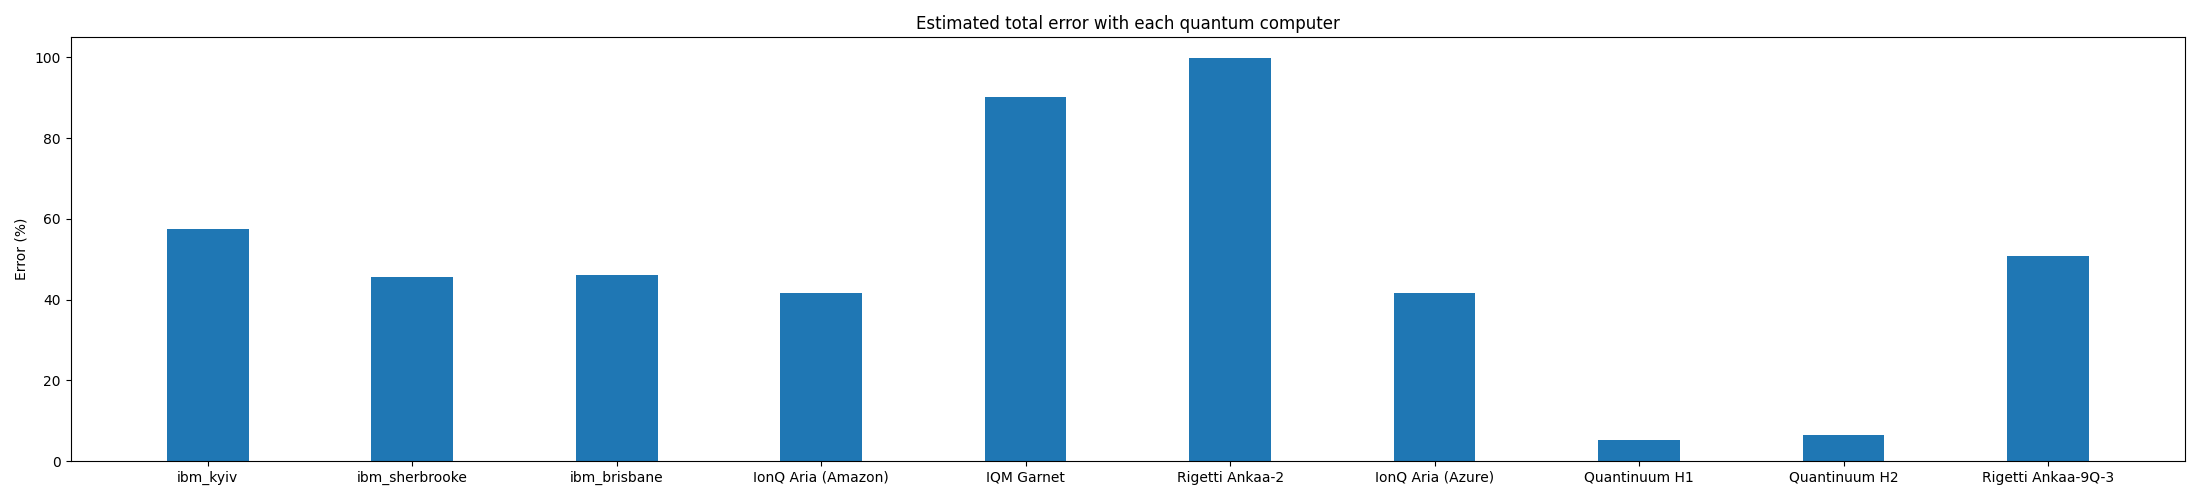 Estimated total error with each quantum computer
Error (%)
100
80
60
40
20
0
ibm_kyiv
ibm_sherbrooke
ibm_brisbane
IonQ Aria (Amazon)
IQM Garnet
Rigetti Ankaa-2
IonQ Aria (Azure)
Quantinuum H1
Quantinuum H2
Rigetti Ankaa-9Q-3